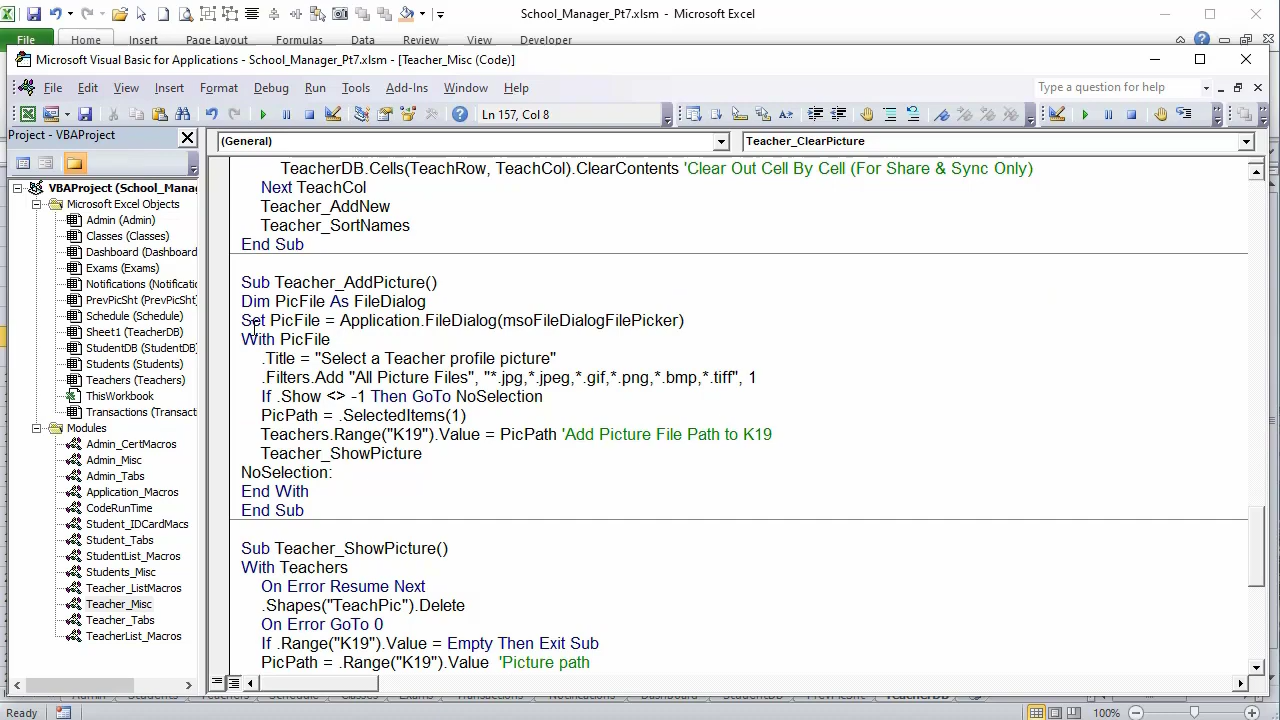 School_Manager_Pt7.xlsm - Microsoft Excel
File Home Insert Page Layout Formulas Data Review View Developer
Microsoft Visual Basic for Applications - School_Manager_Pt7.xlsm - [Teacher_Misc (Code)]
File Edit View Insert Format Debug Run Tools Add-Ins Window Help Type a question for help
Ln 157, Col 8
Project - VBAProject
(General) Teacher_ClearPicture
VBAProject (School_Mana
Microsoft Excel Objects
Admin (Admin)
Classes (Classes)
Dashboard (Dashboard
Exams (Exams)
Notifications (Notificatio
PrevPicSht (PrevPicSht)
Schedule (Schedule)
Sheet1 (TeacherDB)
StudentDB (StudentDB)
Students (Students)
Teachers (Teachers)
ThisWorkbook
Transactions (Transact
Modules
Admin_CertMacros
Admin_Misc
Admin_Tabs
Application_Macros
CodeRunTime
Student_IDCardMacs
Student_Tabs
StudentList_Macros
Students_Misc
Teacher_ListMacros
Teacher_Misc
Teacher_Tabs
TeacherList_Macros
TeacherDB.Cells(TeachRow, TeachCol).ClearContents 'Clear Out Cell By Cell (For Share & Sync Only)
Next TeachCol
Teacher_AddNew
Teacher_SortNames
End Sub
Sub Teacher_AddPicture()
Dim PicFile As FileDialog
Set PicFile = Application.FileDialog(msoFileDialogFilePicker)
With PicFile
.Title = "Select a Teacher profile picture"
.Filters.Add "All Picture Files", "*.jpg,*.jpeg,*.gif,*.png,*.bmp,*.tiff", 1
If .Show <> -1 Then GoTo NoSelection
PicPath = .SelectedItems(1)
Teachers.Range("K19").Value = PicPath 'Add Picture File Path to K19
Teacher_ShowPicture
NoSelection:
End With
End Sub
Sub Teacher_ShowPicture()
With Teachers
On Error Resume Next
.Shapes("TeachPic").Delete
On Error GoTo 0
If .Range("K19").Value = Empty Then Exit Sub
PicPath = .Range("K19").Value 'Picture path
Ready 100%